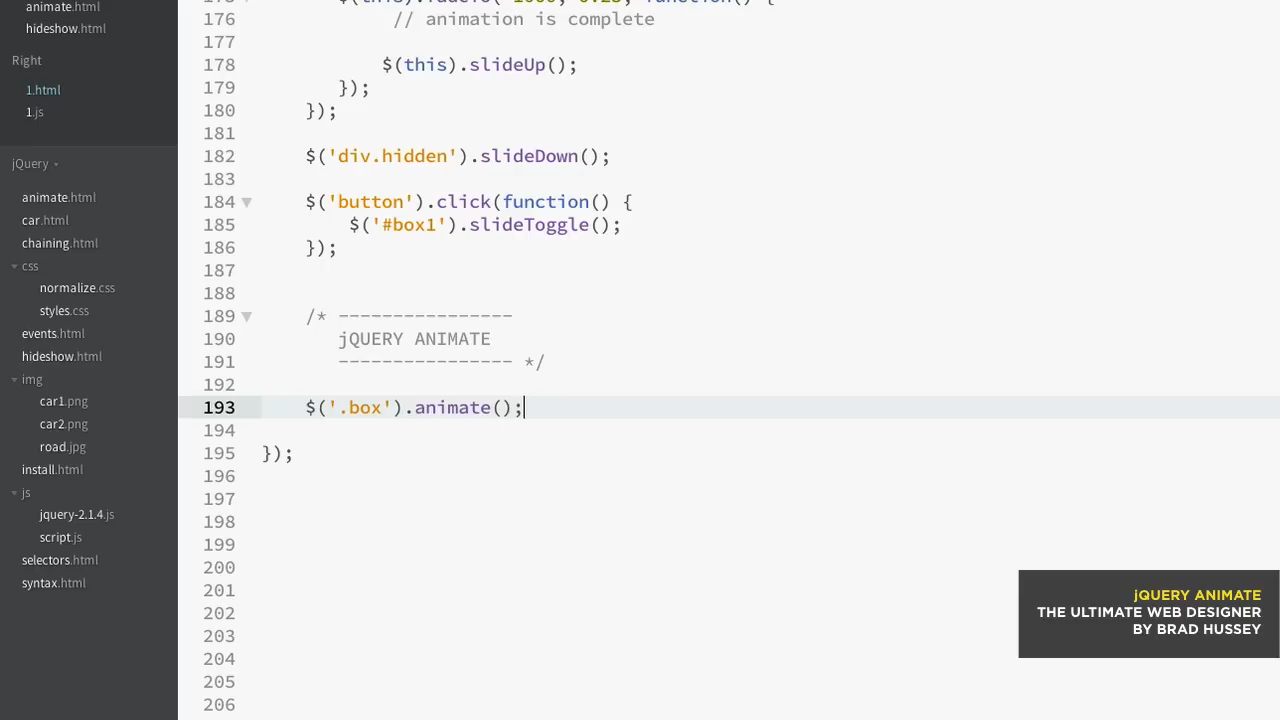 animate.html
hideshow.html
Right
1.html
1.js
jQuery
animate.html
car.html
chaining.html
css
normalize.css
styles.css
events.html
hideshow.html
img
car1.png
car2.png
road.jpg
install.html
js
jquery-2.1.4.js
script.js
selectors.html
syntax.html
176 // animation is complete
177
178 $(this).slideUp();
179 });
180 });
181
182 $('div.hidden').slideDown();
183
184 $('button').click(function() {
185 $('#box1').slideToggle();
186 });
187
188
189 /* ----------------
190 jQUERY ANIMATE
191 ---------------- */
192
193 $('.box').animate();
194
195 });
196
197
198
199
200
201
202
203
204
205
206
jQUERY ANIMATE
THE ULTIMATE WEB DESIGNER
BY BRAD HUSSEY